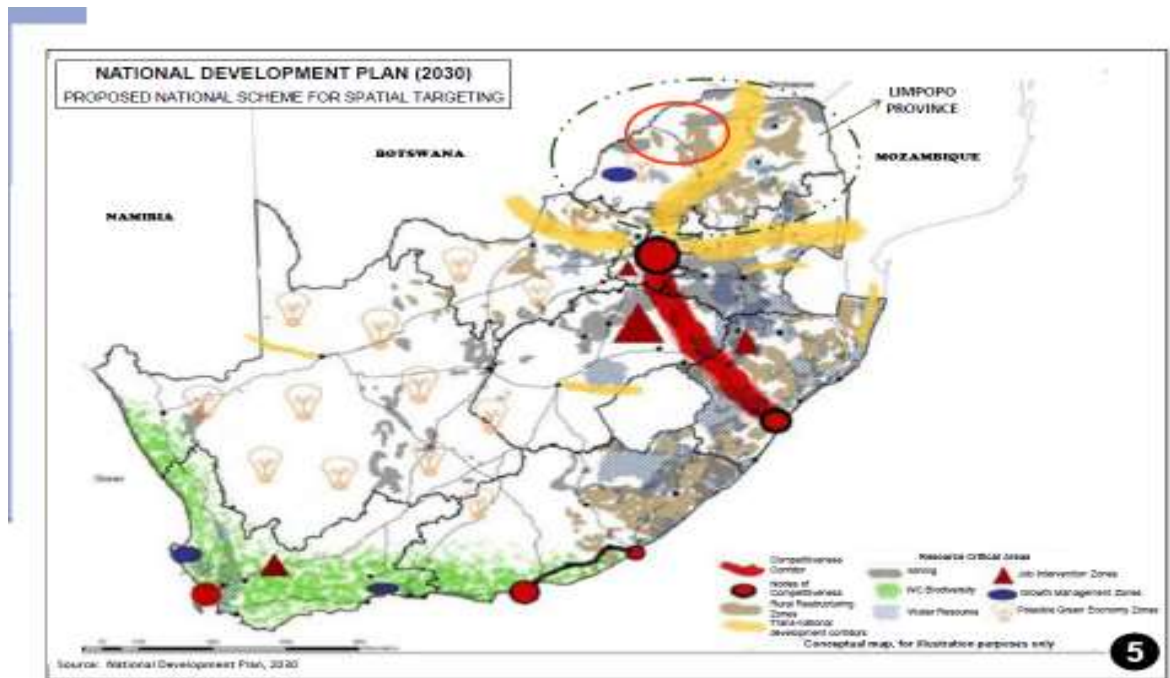 NATIONAL DEVELOPMENT PLAN (2030)
PROPOSED NATIONAL SCHEME FOR SPATIAL TARGETING
LIMPOPO
PROVINCE
BOTSWANA
MOZAMBIQUE
NAMIBIA
Competitiveness
Corridor
Nodes of
Competitiveness
Rural Restructuring
Zones
Trans-national
development corridors
Resource Critical Areas
Mining
Biodiversity
Water Resource
Job Intervention Zones
Growth Management Zones
Possible Green Economy Zones
Conceptual map, for illustration purposes only
Source: National Development Plan, 2030
5